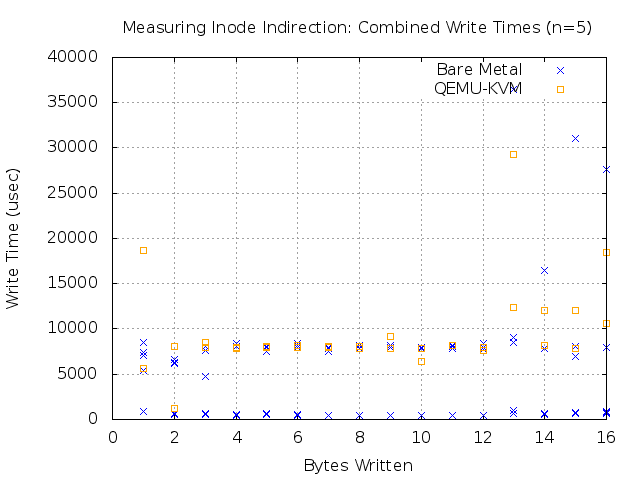 Measuring Inode Indirection: Combined Write Times (n=5)
Bare Metal
QEMU-KVM
40000
35000
30000
25000
20000
15000
10000
5000
0
Write Time (usec)
0 2 4 6 8 10 12 14 16
Bytes Written